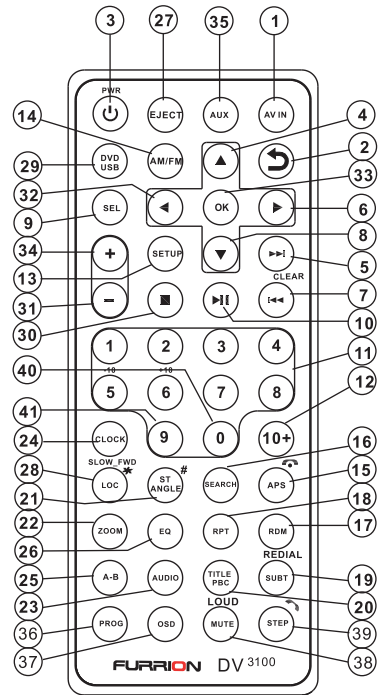 3 27 35 1
PWR
EJECT AUX AV IN
14 4
DVD USB AM/FM 2
29
32 33
9 SEL OK 6
34 8
+ SETUP 5
13 CLEAR
31 - 7
30 10
1 2 3 4
-10 +10 11
40 5 6 7 8
12
41 9 0 10+
24 CLOCK 16
SLOW_FWD
28 LOC * ST ANGLE # SEARCH APS 15
21 18
22 ZOOM EQ RPT RDM 17
26 REDIAL
25 A-B AUDIO TITLE PBC SUBT 19
23 LOUD 20
36 PROG OSD MUTE STEP 39
37 38
FURRION DV 3100